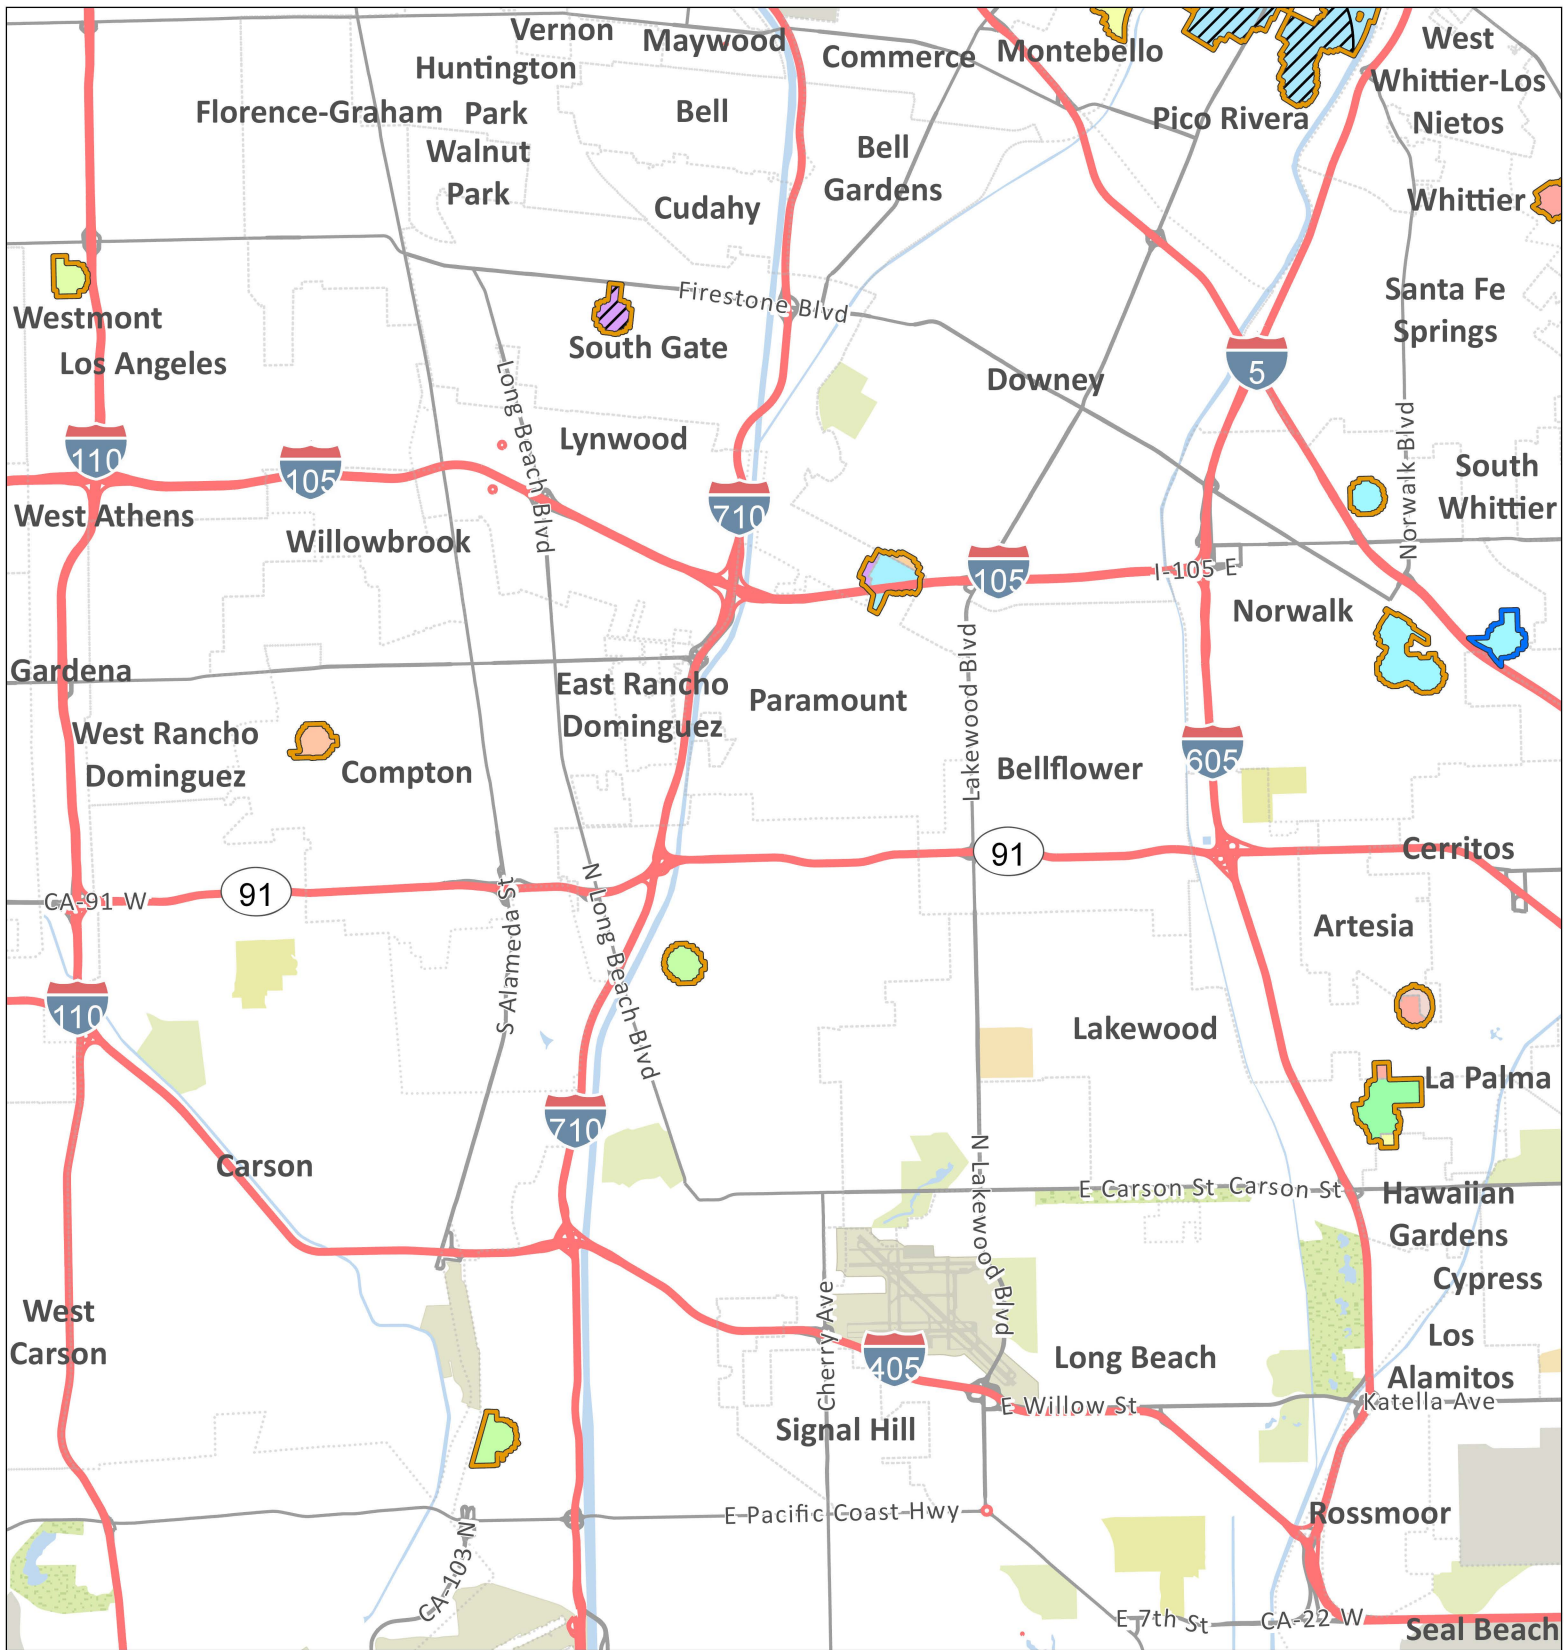 Vernon
Maywood
Commerce
Montebello
West
Whittier-Los
Nietos
Huntington
Park
Florence-Graham
Bell
Pico Rivera
Walnut
Park
Bell
Gardens
Cudahy
Whittier
Westmont
Los Angeles
Firestone Blvd
South Gate
Santa Fe
Springs
Long Beach Blvd
Downey
5
Lynwood
Norwalk Blvd
110
105
710
South
Whittier
West Athens
Willowbrook
105
I-105 E
Norwalk
Gardena
East Rancho
Dominguez
Paramount
Lakewood Blvd
West Rancho
Dominguez
Compton
Bellflower
605
91
Cerritos
CA-91 W
91
S Alameda St
N Long Beach Blvd
Artesia
110
Lakewood
La Palma
710
Carson
N Lakewood Blvd
E Carson St
Carson St
Hawaiian
Gardens
Cypress
West
Carson
Cherry Ave
405
Long Beach
Los
Alamitos
E Willow St
Katella Ave
Signal Hill
E Pacific Coast Hwy
Rossmoor
CA-103 N
E 7th St
CA-22 W
Seal Beach